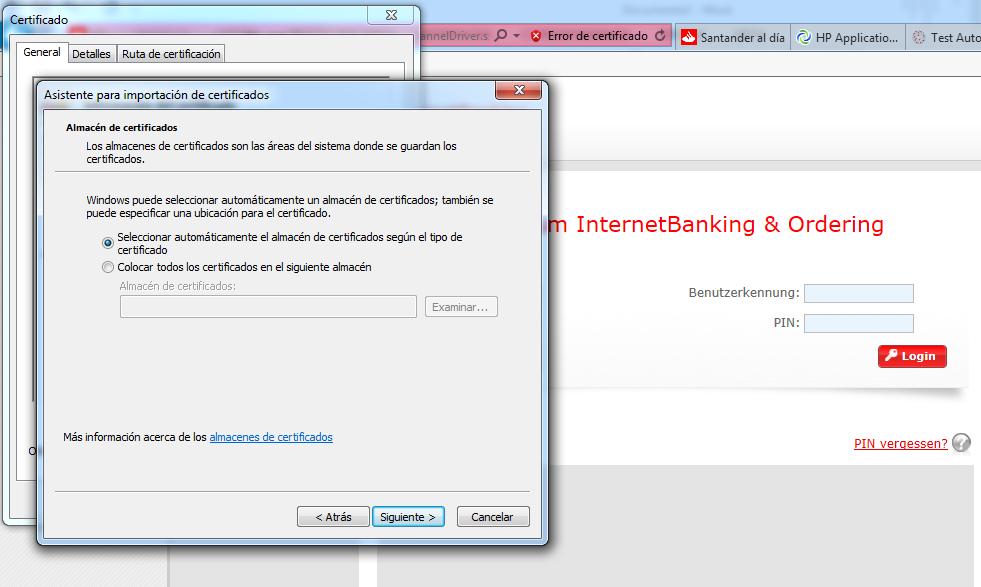 Certificado
General
Detalles
Ruta de certificación
Error de certificado
Santander al día
HP Applicatio...
Test Auto
Asistente para importación de certificados
Almacén de certificados
Los almacenes de certificados son las áreas del sistema donde se guardan los
certificados.
Windows puede seleccionar automáticamente un almacén de certificados; también se
puede especificar una ubicación para el certificado.
Seleccionar automáticamente el almacén de certificados según el tipo de
certificado
Colocar todos los certificados en el siguiente almacén
Almacén de certificados:
Examinar...
Más información acerca de los almacenes de certificados
< Atrás
Siguiente >
Cancelar
m InternetBanking & Ordering
Benutzerkennung:
PIN:
Login
PIN vergessen?